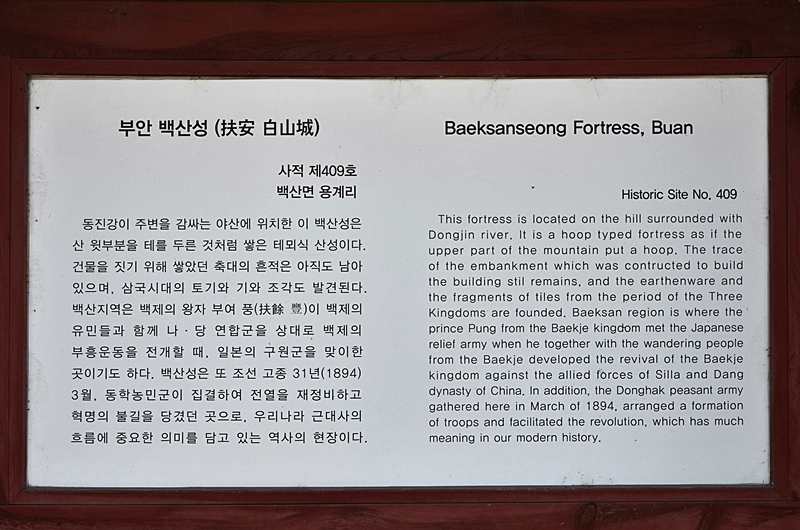 부안 백산성 (扶安 白山城)
사적 제409호
백산면 용계리
동진강이 주변을 감싸는 야산에 위치한 이 백산성은
산 윗부분을 테를 두른 것처럼 쌓은 테뫼식 산성이다.
건물을 짓기 위해 쌓았던 축대의 흔적은 아직도 남아
있으며, 삼국시대의 토기와 기와 조각도 발견된다.
백산지역은 백제의 왕자 부여 풍(扶餘 豊)이 백제의
유민들과 함께 나·당 연합군을 상대로 백제의
부흥운동을 전개할 때, 일본의 구원군을 맞이한
곳이기도 하다. 백산성은 또 조선 고종 31년(1894)
3월, 동학농민군이 집결하여 전열을 재정비하고
혁명의 불길을 당겼던 곳으로, 우리나라 근대사의
흐름에 중요한 의미를 담고 있는 역사의 현장이다.
Baeksanseong Fortress, Buan
Historic Site No. 409
This fortress is located on the hill surrounded with
Dongjin river. It is a hoop typed fortress as if the
upper part of the mountain put a hoop. The trace
of the embankment which was contructed to build
the building stil remains, and the earthenware and
the fragments of tiles from the period of the Three
Kingdoms are founded. Baeksan region is where the
prince Pung from the Baekje kingdom met the Japanese
relief army when he together with the wandering people
from the Baekje developed the revival of the Baekje
kingdom against the allied forces of Silla and Dang
dynasty of China. In addition, the Donghak peasant army
gathered here in March of 1894, arranged a formation
of troops and facilitated the revolution, which has much
meaning in our modern history.